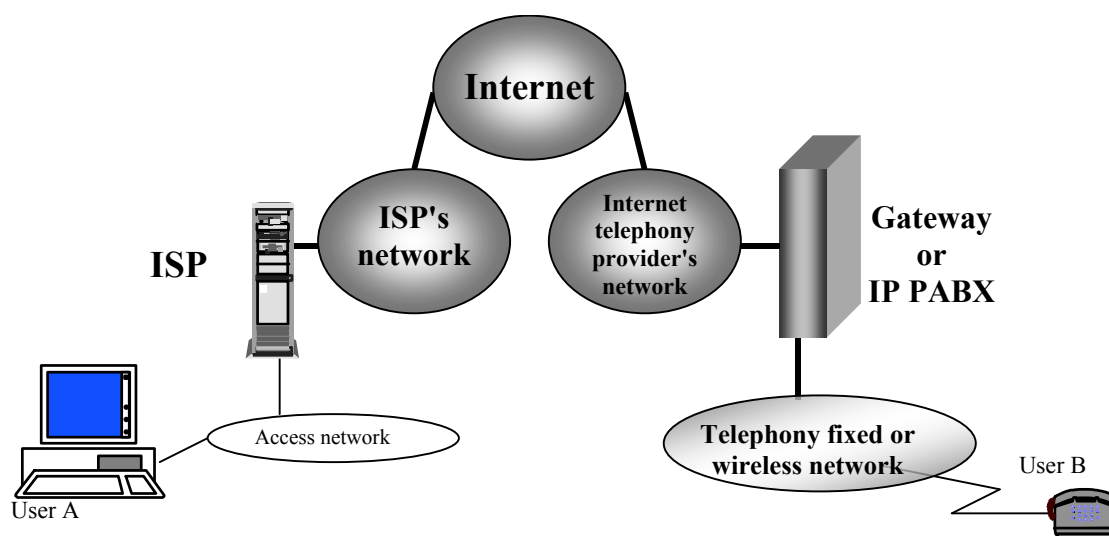 Internet
ISP's
network
Internet
telephony
provider's
network
Gateway
or
IP PABX
ISP
Access network
Telephony fixed or
wireless network
User B
User A